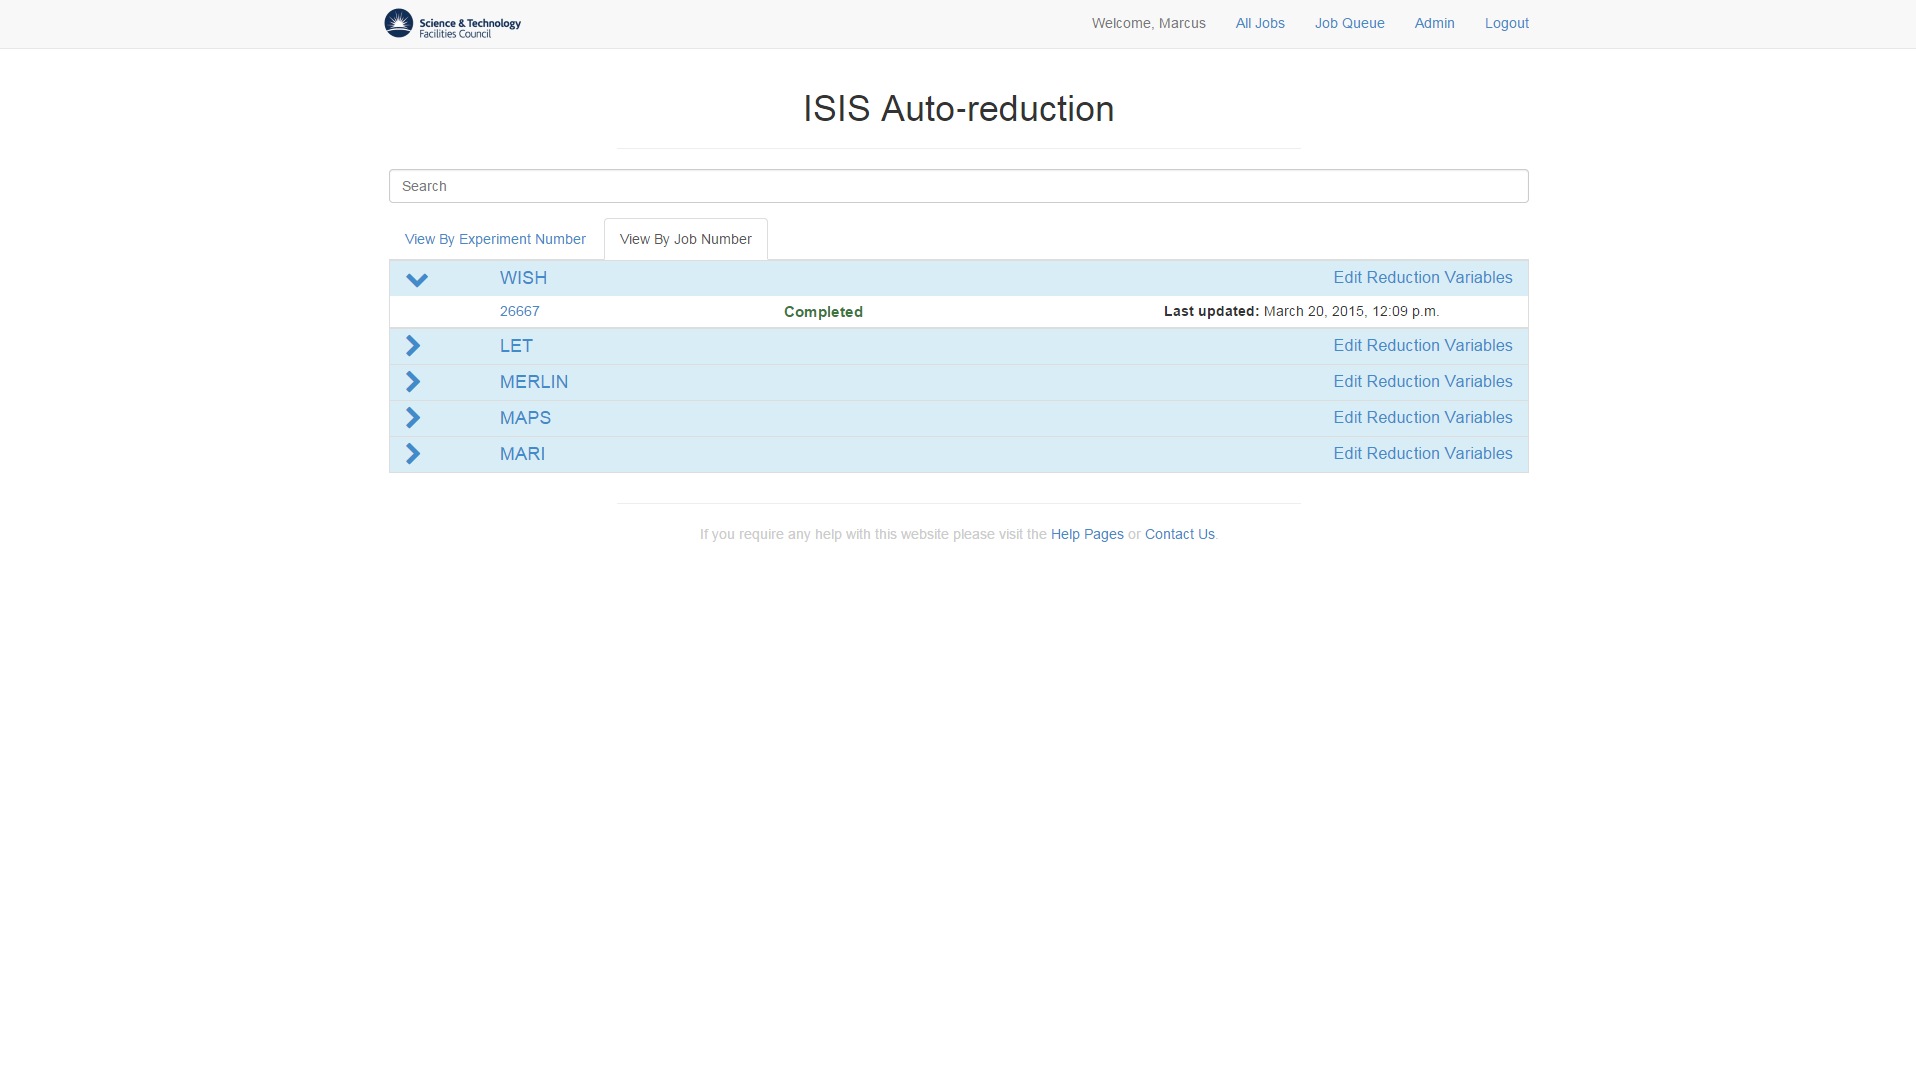 Science & Technology
Facilities Council
Welcome, Marcus All Jobs Job Queue Admin Logout
ISIS Auto-reduction
Search
View By Experiment Number View By Job Number
WISH Edit Reduction Variables
26667 Completed Last updated: March 20, 2015, 12:09 p.m.
LET Edit Reduction Variables
MERLIN Edit Reduction Variables
MAPS Edit Reduction Variables
MARI Edit Reduction Variables
If you require any help with this website please visit the Help Pages or Contact Us.